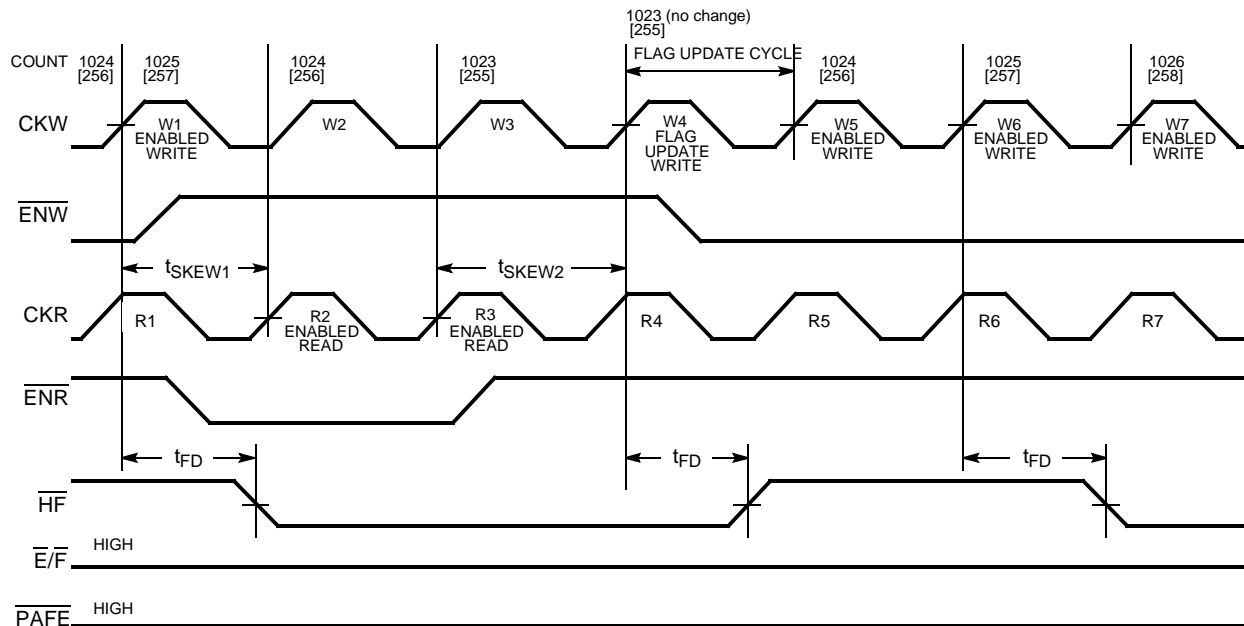 1023 (no change)
[255]
COUNT 1024 1025 1024 1023 FLAG UPDATE CYCLE 1024 1025 1026
[256] [257] [256] [255] [256] [257] [258]
CKW
W1
ENABLED
WRITE
W2
W3
W4
FLAG
UPDATE
WRITE
W5
ENABLED
WRITE
W6
ENABLED
WRITE
W7
ENABLED
WRITE
ENW
tSKEW1 tSKEW2
CKR
R1
R2
ENABLED
READ
R3
ENABLED
READ
R4
R5
R6
R7
ENR
tFD tFD tFD
HF
E/F HIGH
PAFE HIGH